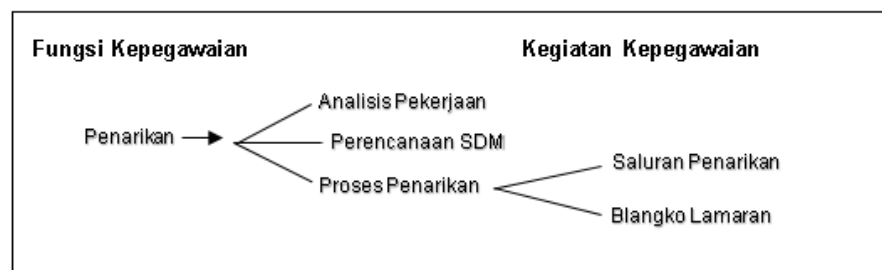 Fungsi Kepegawaian
Kegiatan Kepegawaian
Analisis Pekerjaan
Penarikan
Perencanaan SDM
Saluran Penarikan
Proses Penarikan
Blangko Lamaran